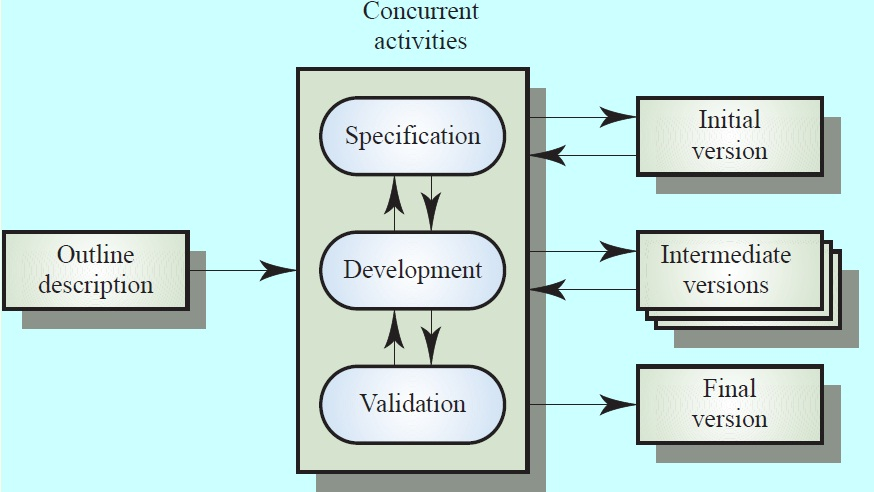 Concurrent
activities
Specification
Initial
version
Outline
description
Development
Intermediate
versions
Validation
Final
version